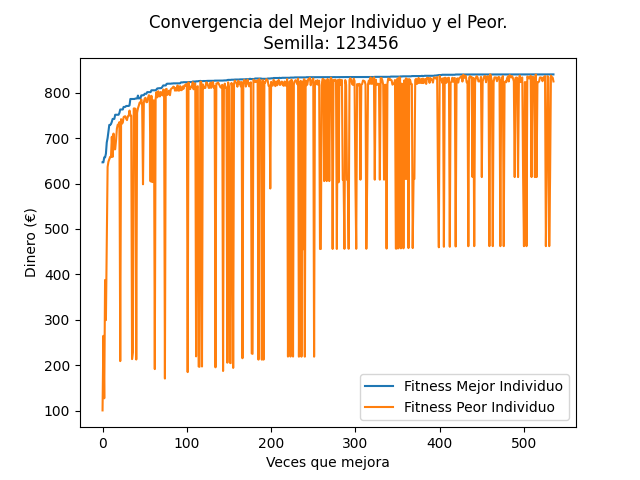 Convergencia del Mejor Individuo y el Peor.
Semilla: 123456
Dinero (€)
800
700
600
500
400
300
200
100
0
100
200
300
400
500
Veces que mejora
Fitness Mejor Individuo
Fitness Peor Individuo